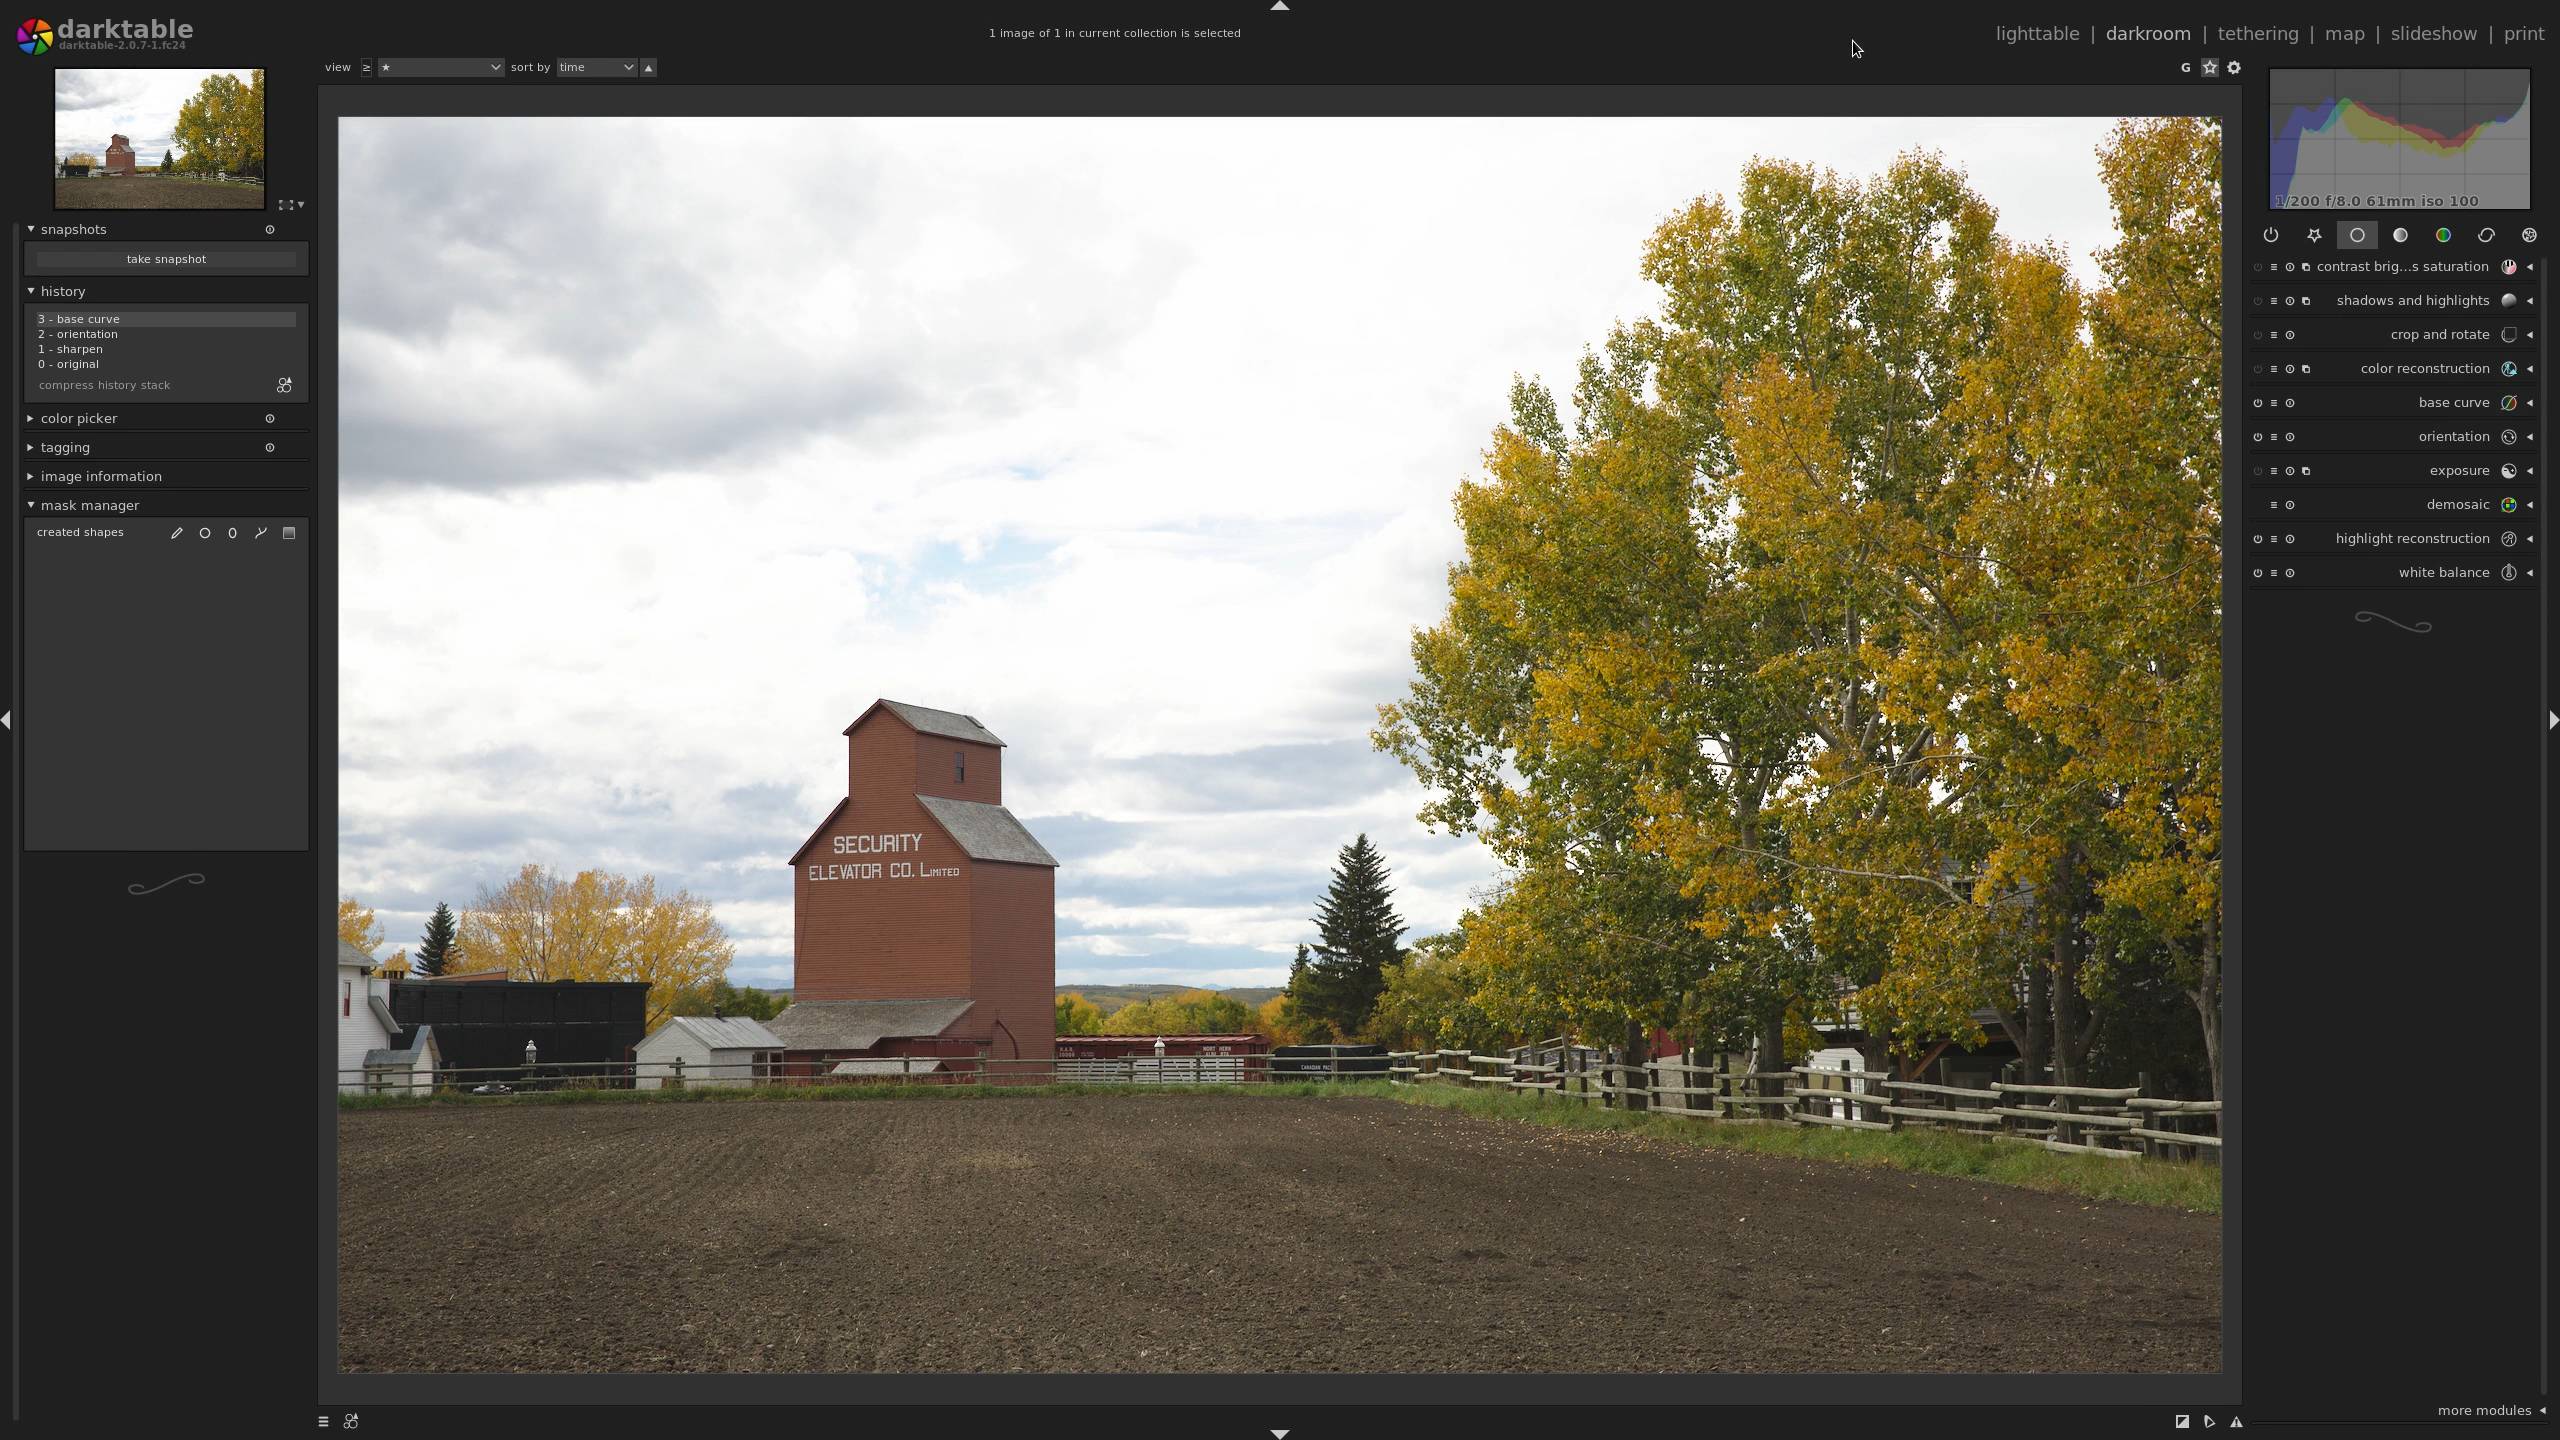 darktable
darktable-2.0.7-1.fc24
1 image of 1 in current collection is selected
lighttable | darkroom | tethering | map | slideshow | print
view ≥ ★ sort by time
G
1/200 f/8.0 61mm iso 100
snapshots
take snapshot
history
3 - base curve
2 - orientation
1 - sharpen
0 - original
compress history stack
color picker
tagging
image information
mask manager
created shapes
SECURITY
ELEVATOR CO. LIMITED
contrast brig...s saturation
shadows and highlights
crop and rotate
color reconstruction
base curve
orientation
exposure
demosaic
highlight reconstruction
white balance
more modules